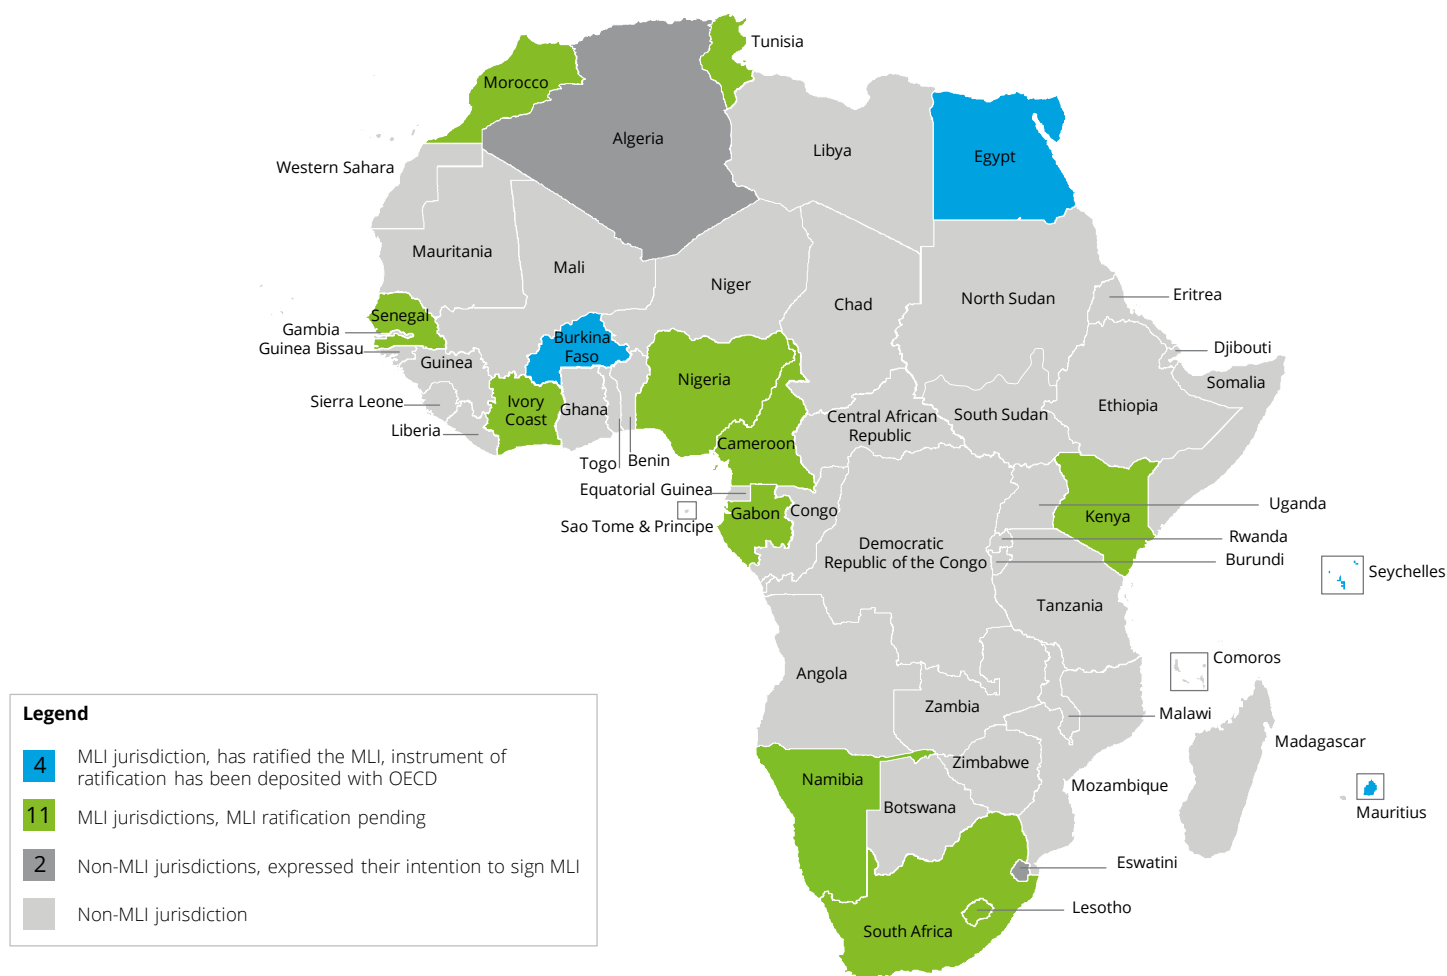 Tunisia
Morocco
Algeria
Libya
Egypt
Western Sahara
Mauritania
Mali
Niger
Chad
North Sudan
Eritrea
Senegal
Gambia
Guinea Bissau
Guinea
Burkina
Faso
Djibouti
Somalia
Nigeria
Ivory
Coast
Ghana
Sierra Leone
Liberia
Togo
Benin
Cameroon
Central African
Republic
South Sudan
Ethiopia
Equatorial Guinea
Sao Tome & Principe
Gabon
Congo
Uganda
Kenya
Rwanda
Burundi
Democratic
Republic of the Congo
Seychelles
Tanzania
Comoros
Angola
Zambia
Malawi
Madagascar
Zimbabwe
Mozambique
Namibia
Botswana
Mauritius
Eswatini
Lesotho
South Africa
Legend
4 MLI jurisdiction, has ratified the MLI, instrument of
ratification has been deposited with OECD
11 MLI jurisdictions, MLI ratification pending
2 Non-MLI jurisdictions, expressed their intention to sign MLI
Non-MLI jurisdiction